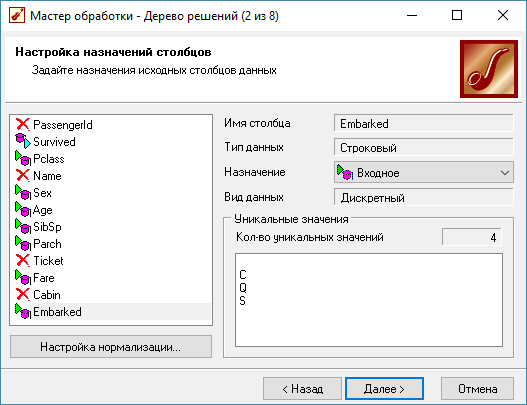 Мастер обработки - Дерево решений (2 из 8)
Настройка назначений столбцов
Задайте назначения исходных столбцов данных
PassengerId
Survived
Pclass
Name
Sex
Age
SibSp
Parch
Ticket
Fare
Cabin
Embarked
Настройка нормализации...
Имя столбца Embarked
Тип данных Строковый
Назначение Входное
Вид данных Дискретный
Уникальные значения
Кол-во уникальных значений 4
C
Q
S
< Назад Далее > Отмена